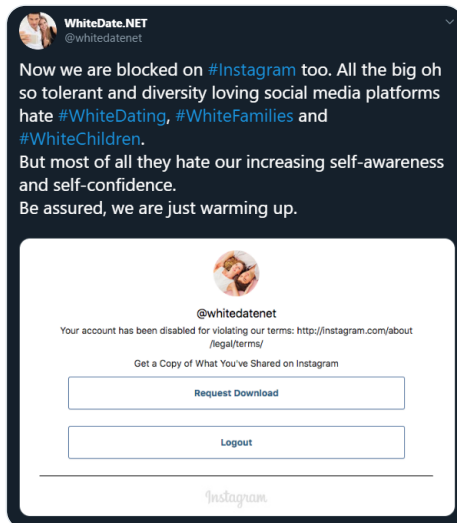 WhiteDate.NET
@whitedatenet
Now we are blocked on #Instagram too. All the big oh
so tolerant and diversity loving social media platforms
hate #WhiteDating, #WhiteFamilies and
#WhiteChildren.
But most of all they hate our increasing self-awareness
and self-confidence.
Be assured, we are just warming up.
@whitedatenet
Your account has been disabled for violating our terms: http://instagram.com/about
/legal/terms/
Get a Copy of What You've Shared on Instagram
Request Download
Logout
Instagram